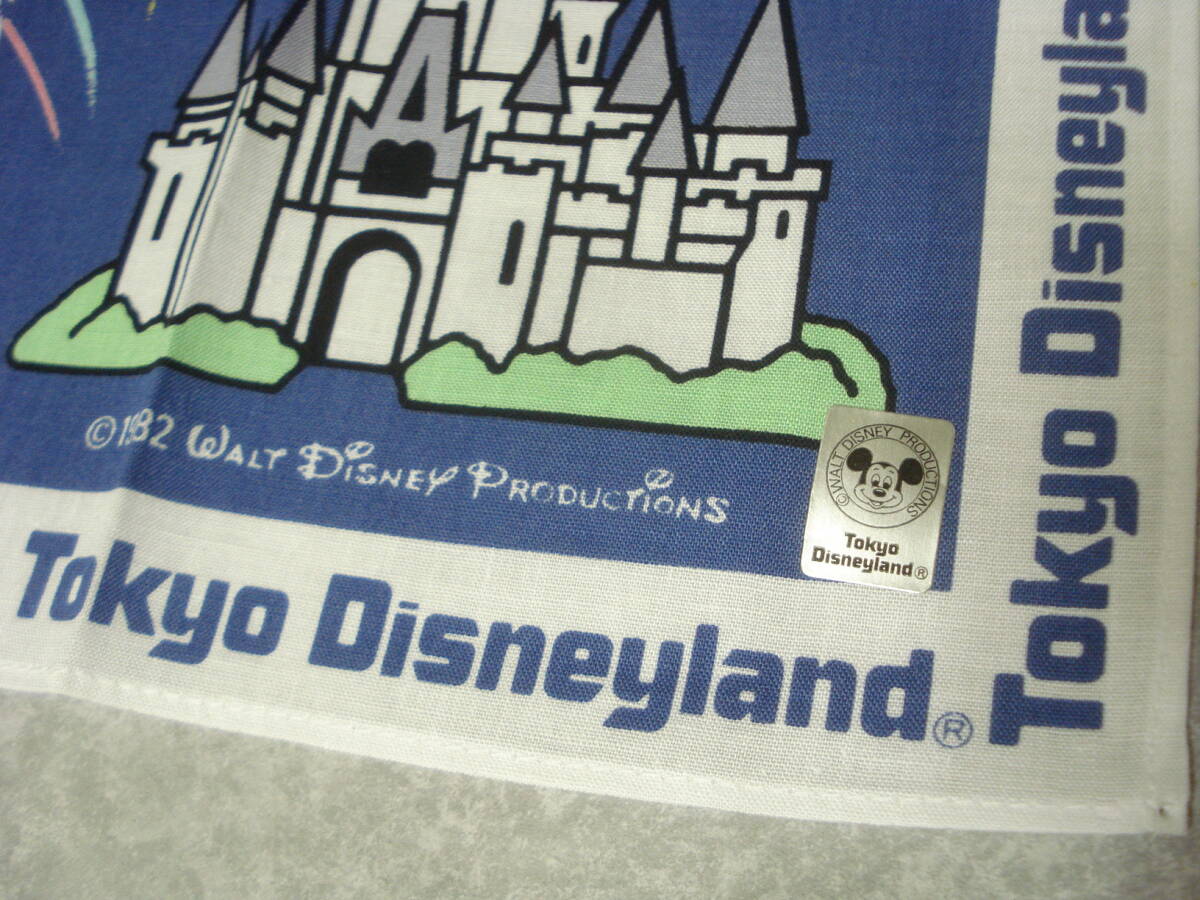 ©1982 WALT DISNEY PRODUCTIONS
©WALT DISNEY PRODUCTIONS
Tokyo
Disneyland®
Tokyo Disneyland®
Tokyo Disneyla